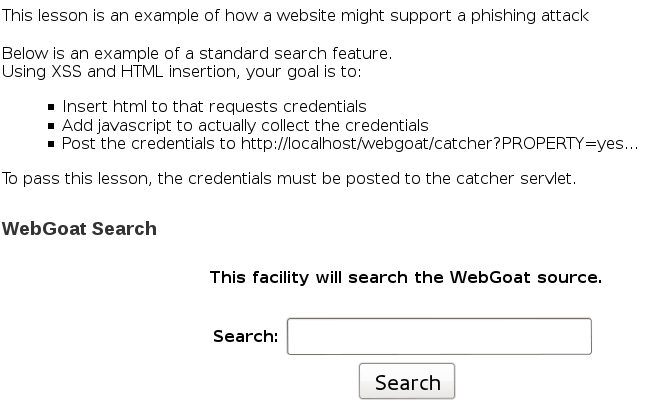 This lesson is an example of how a website might support a phishing attack
Below is an example of a standard search feature.
Using XSS and HTML insertion, your goal is to:
Insert html to that requests credentials
Add javascript to actually collect the credentials
Post the credentials to http://localhost/webgoat/catcher?PROPERTY=yes...
To pass this lesson, the credentials must be posted to the catcher servlet.
WebGoat Search
This facility will search the WebGoat source.
Search:
Search